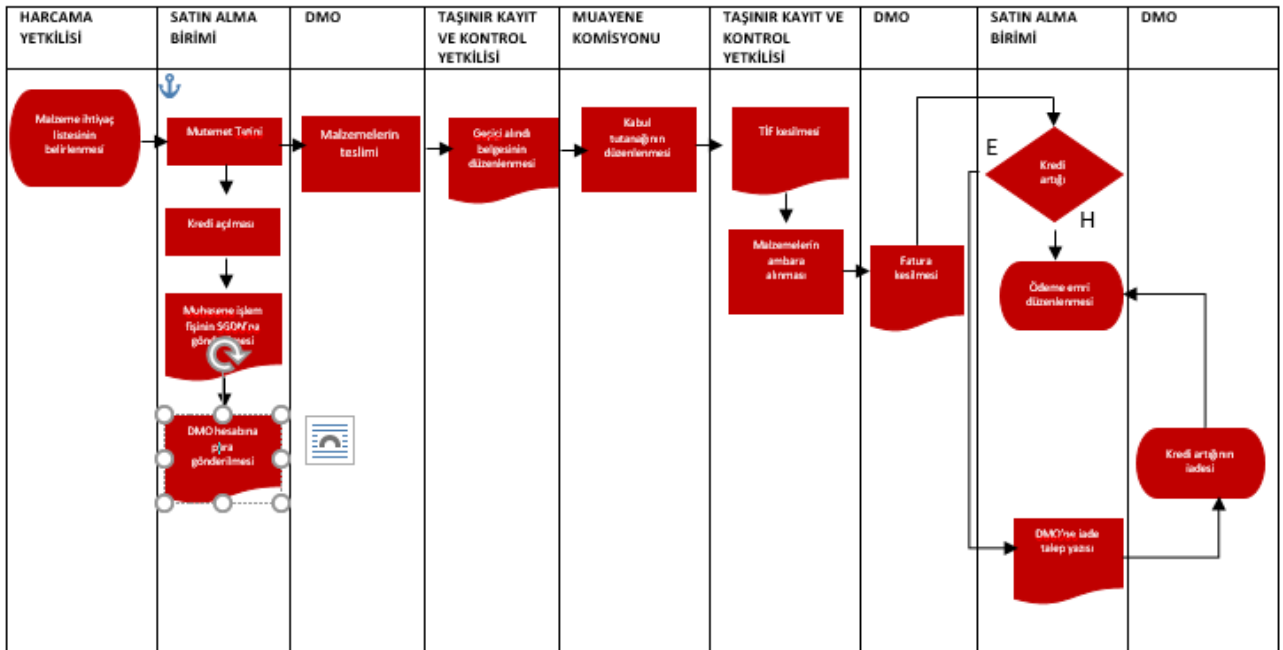 HARCAMA
YETKİLİSİ
SATIN ALMA
BİRİMİ
DMO
TAŞINIR KAYIT
VE KONTROL
YETKİLİSİ
MUAYENE
KOMİSYONU
TAŞINIR KAYIT VE
KONTROL
YETKİLİSİ
DMO
SATIN ALMA
BİRİMİ
DMO
Malzeme ihtiyaç
listesinin
belirlenmesi
Mutemet Tetini
Kredi açılması
Muhasene işlem
fişinin SGDN'na
DMO hesabına
para
gönderilmesi
Malzemelerin
teslimi
Geçici alındı
belgesinin
düzenlenmesi
Kabul
tutanağının
düzenlenmesi
TİF kesilmesi
Malzemelerin
ambara
alınması
Fatura
kesilmesi
E
Kredi
artığı
H
Ödeme emri
düzenlenmesi
DMO'ne iade
talep yazısı
Kredi artığının
iadesi